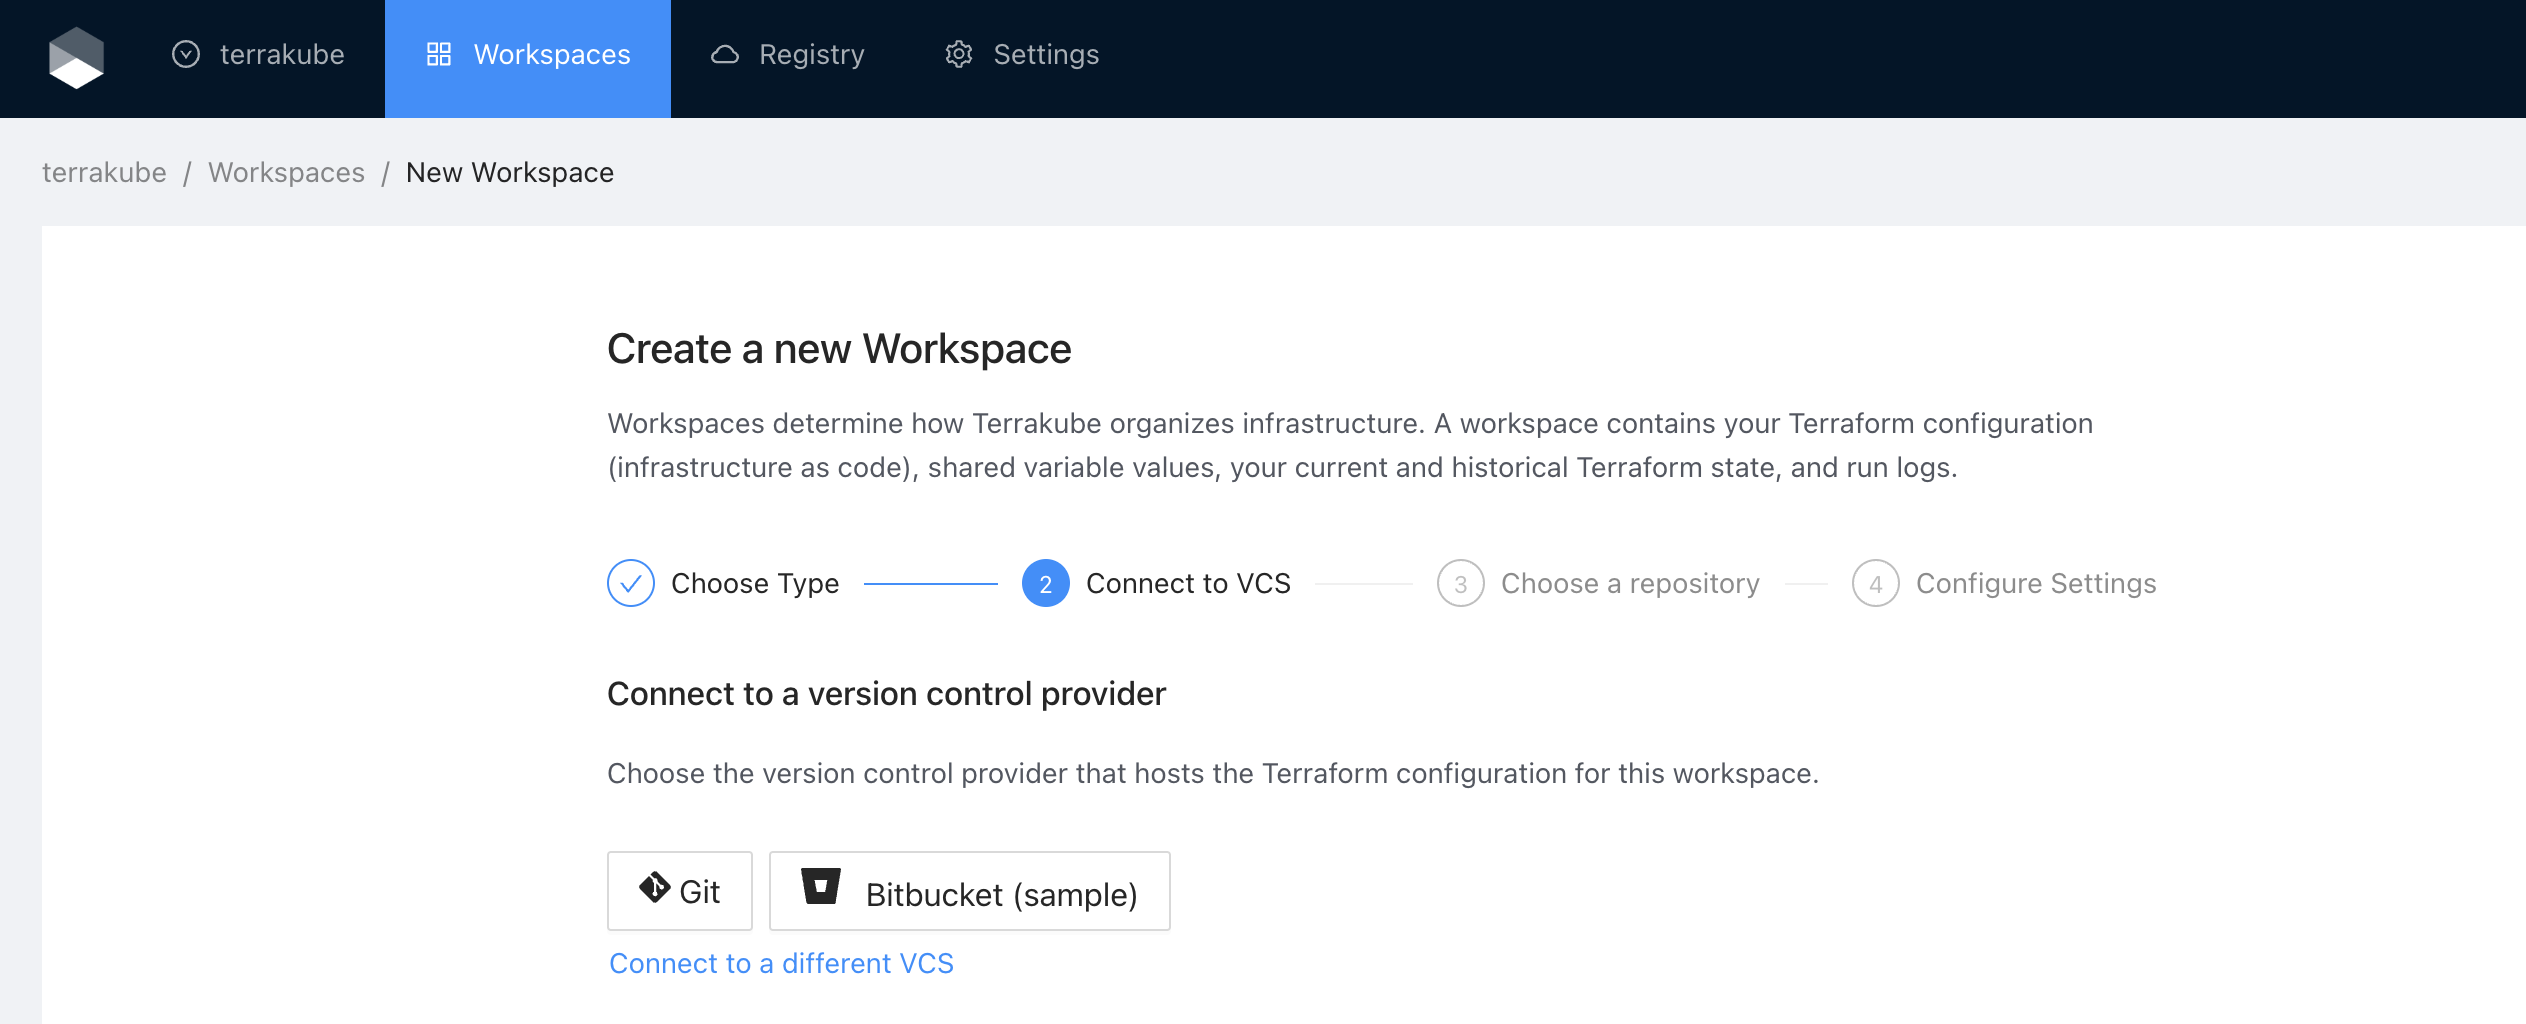 terrakube Workspaces Registry Settings
terrakube / Workspaces / New Workspace
Create a new Workspace
Workspaces determine how Terrakube organizes infrastructure. A workspace contains your Terraform configuration
(infrastructure as code), shared variable values, your current and historical Terraform state, and run logs.
Choose Type 2 Connect to VCS 3 Choose a repository 4 Configure Settings
Connect to a version control provider
Choose the version control provider that hosts the Terraform configuration for this workspace.
Git Bitbucket (sample)
Connect to a different VCS